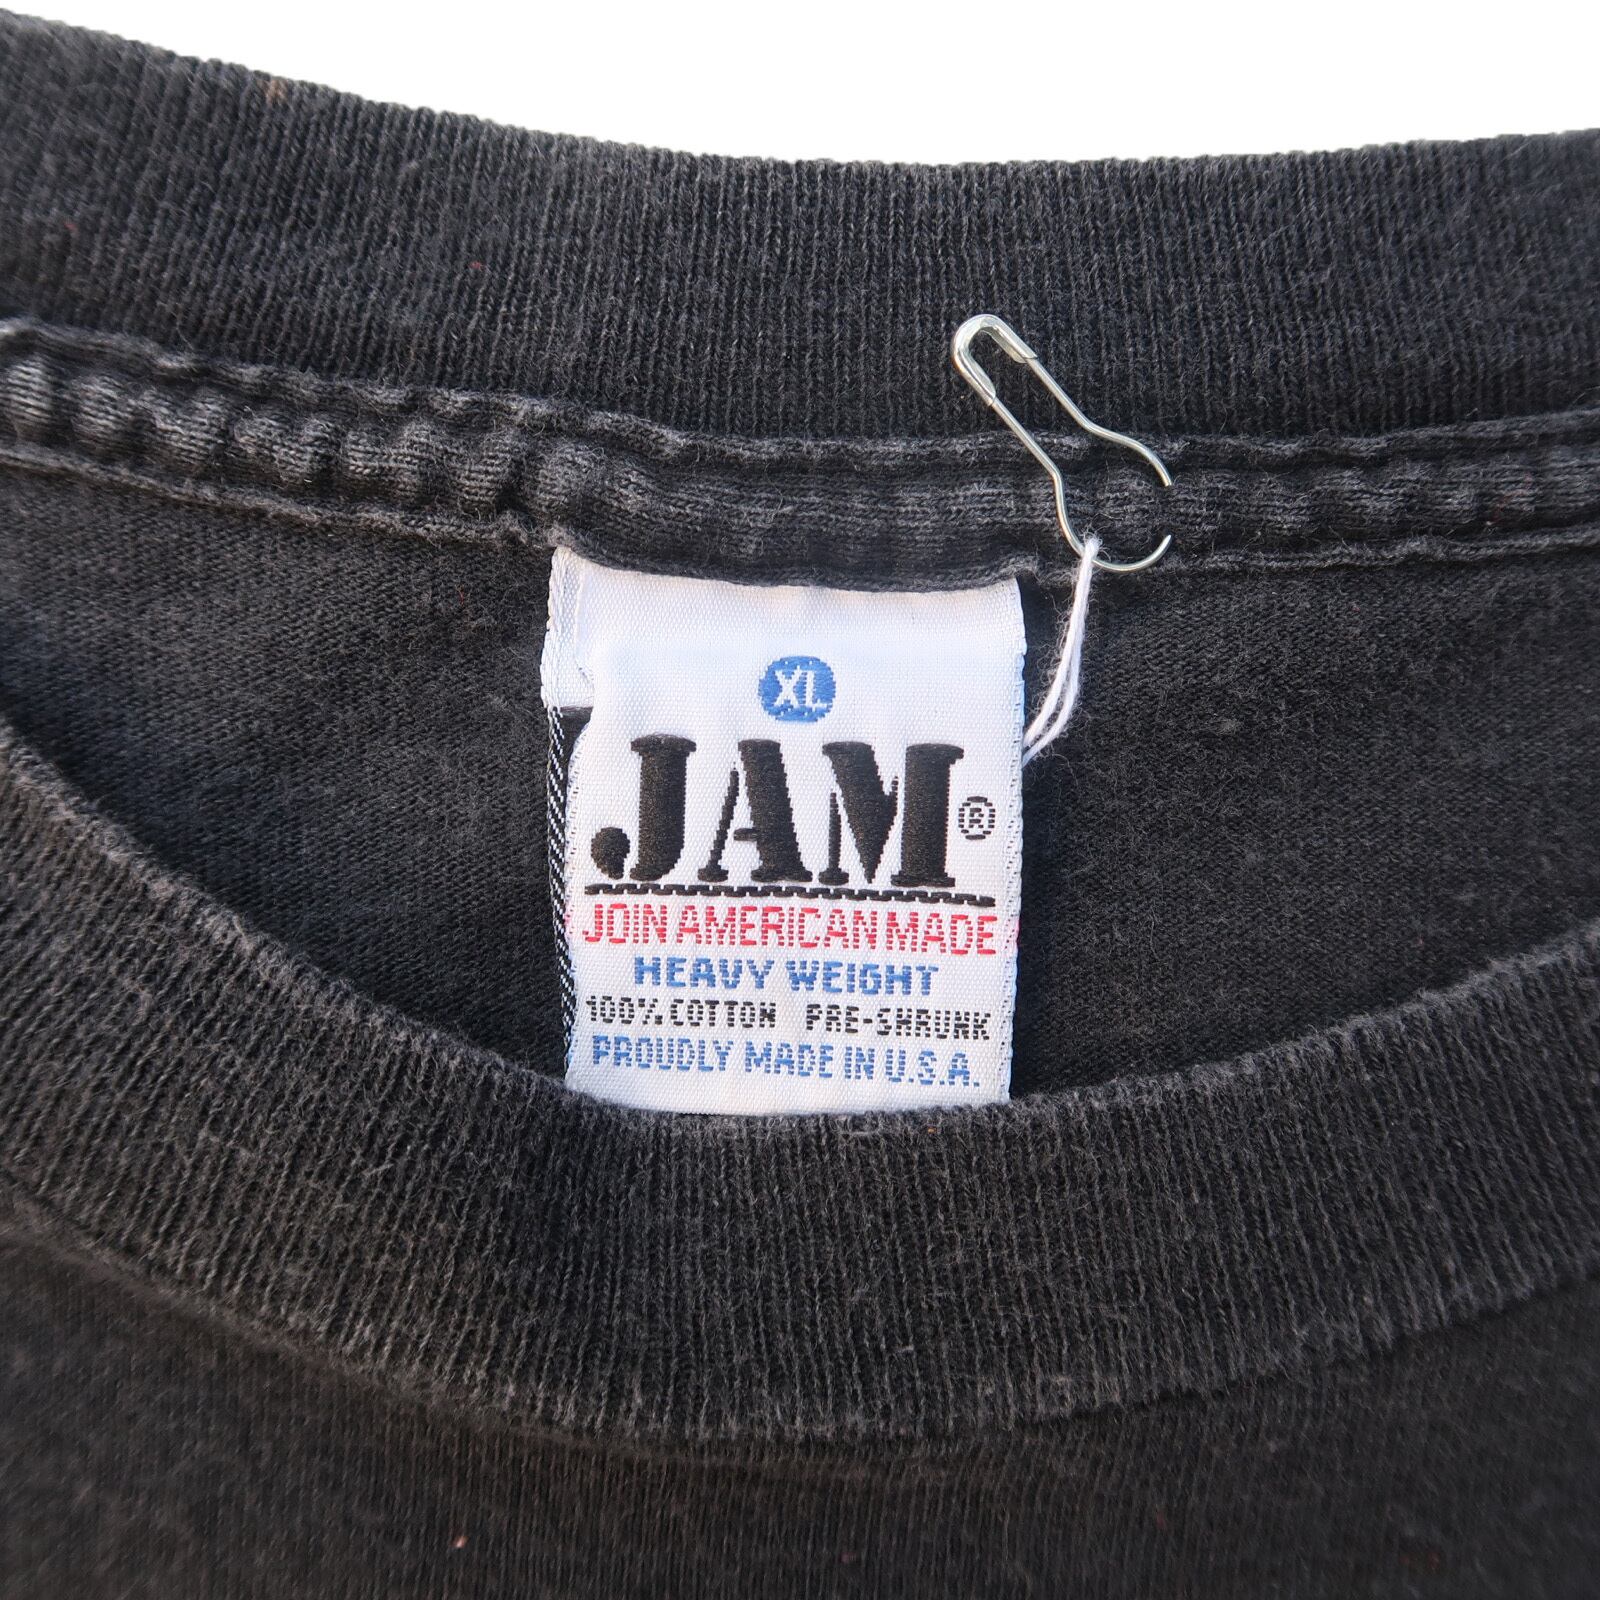 XL
JAM®
JOIN AMERICAN MADE
HEAVY WEIGHT
100% COTTON PRE-SHRUNK
PROUDLY MADE IN U.S.A.